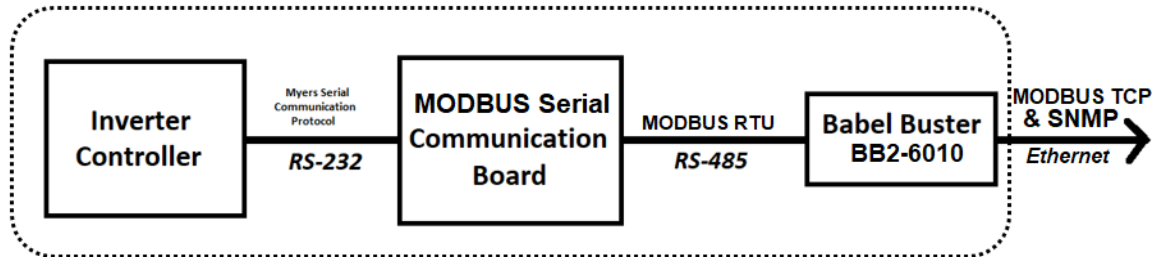 Inverter
Controller
Myers Serial
Communication
Protocol
RS-232
MODBUS Serial
Communication
Board
MODBUS RTU
RS-485
Babel Buster
BB2-6010
MODBUS TCP
& SNMP
Ethernet